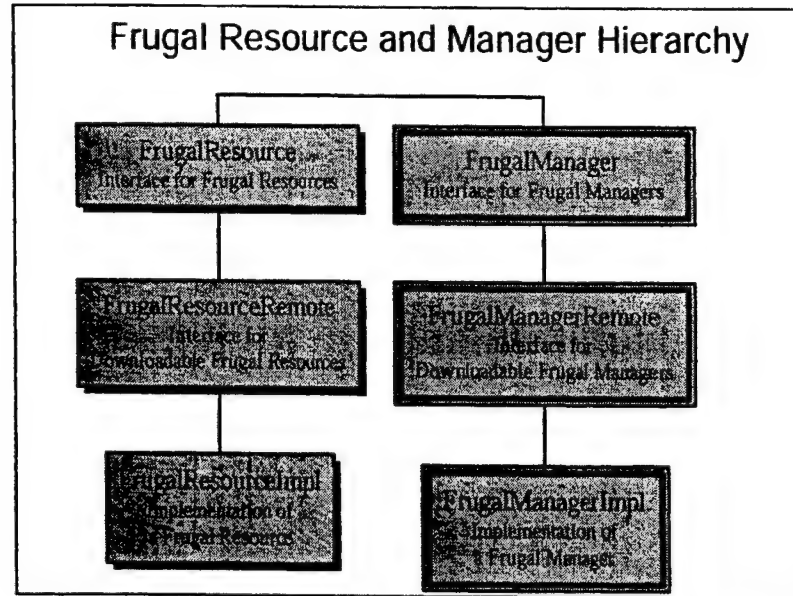 Frugal Resource and Manager Hierarchy
FrugalResource
Interface for Frugal Resources
FrugalManager
Interface for Frugal Managers
FrugalResourceRemote
Interface for
Downloadable Frugal Resources
FrugalManagerRemote
Interface for
Downloadable Frugal Managers
FrugalResourceImpl
Implementation of
Frugal Resource
FrugalManagerImpl
Implementation of
Frugal Manager